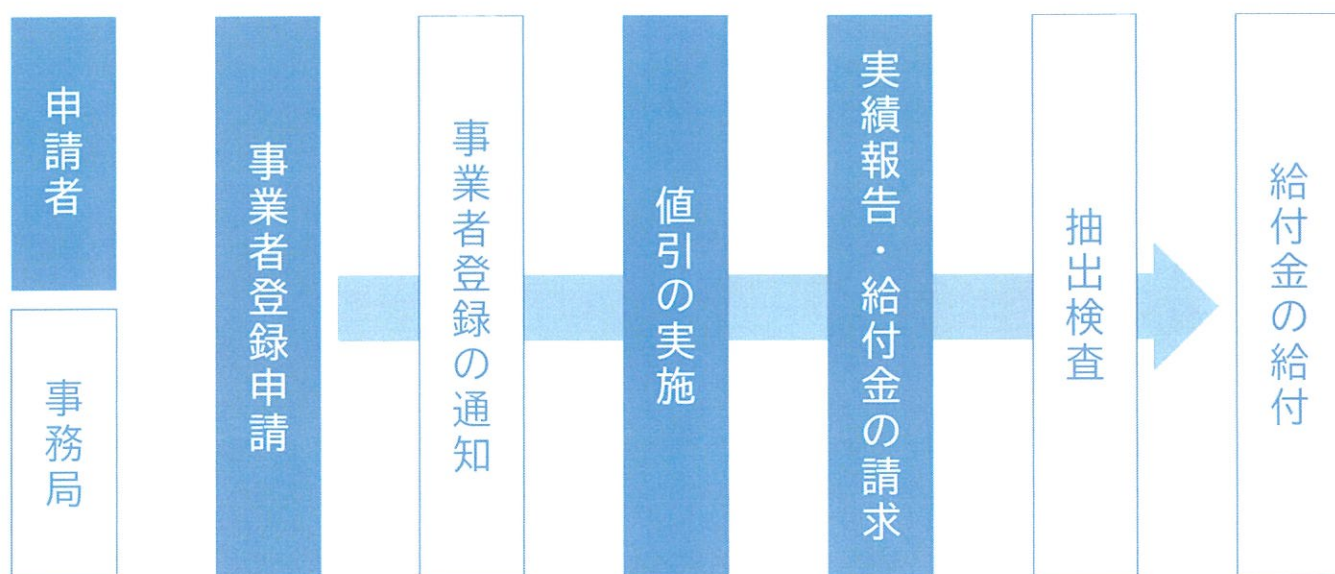 申請者
事務局
事業者登録申請
事業者登録の通知
値引の実施
実績報告・給付金の請求
抽出検査
給付金の給付